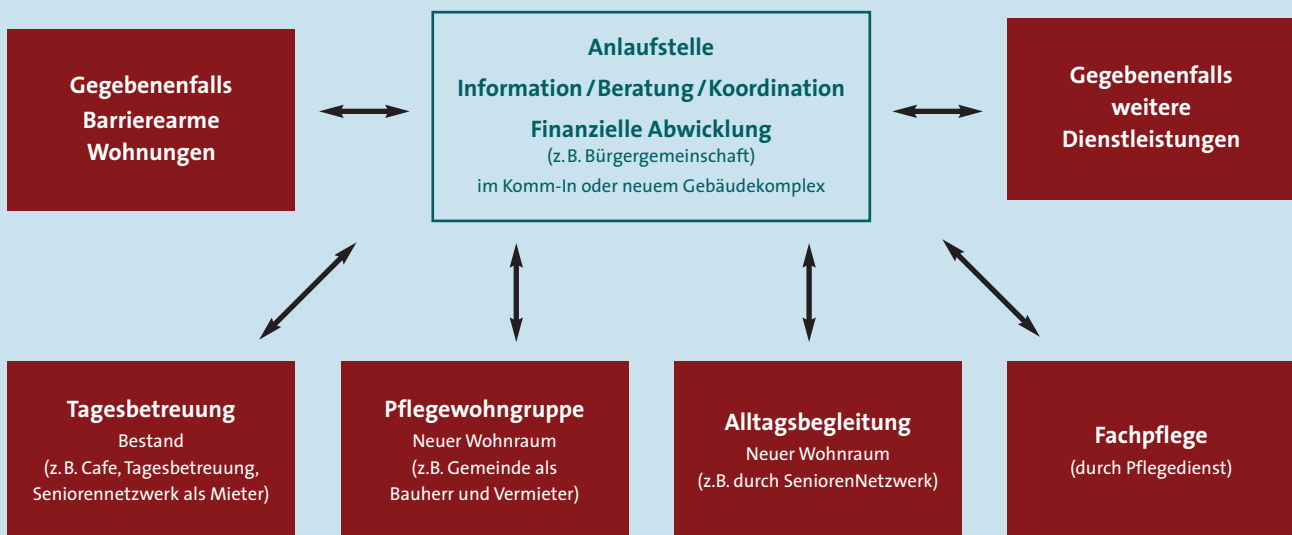 Gegebenenfalls
Barrierearme
Wohnungen
Anlaufstelle
Information / Beratung / Koordination
Finanzielle Abwicklung
(z. B. Bürgergemeinschaft)
im Komm-In oder neuem Gebäudekomplex
Gegebenenfalls
weitere
Dienstleistungen
Tagesbetreuung
Bestand
(z. B. Cafe, Tagesbetreuung,
Seniorennetzwerk als Mieter)
Pflegewohngruppe
Neuer Wohnraum
(z.B. Gemeinde als
Bauherr und Vermieter)
Alltagsbegleitung
Neuer Wohnraum
(z.B. durch SeniorenNetzwerk)
Fachpflege
(durch Pflegedienst)